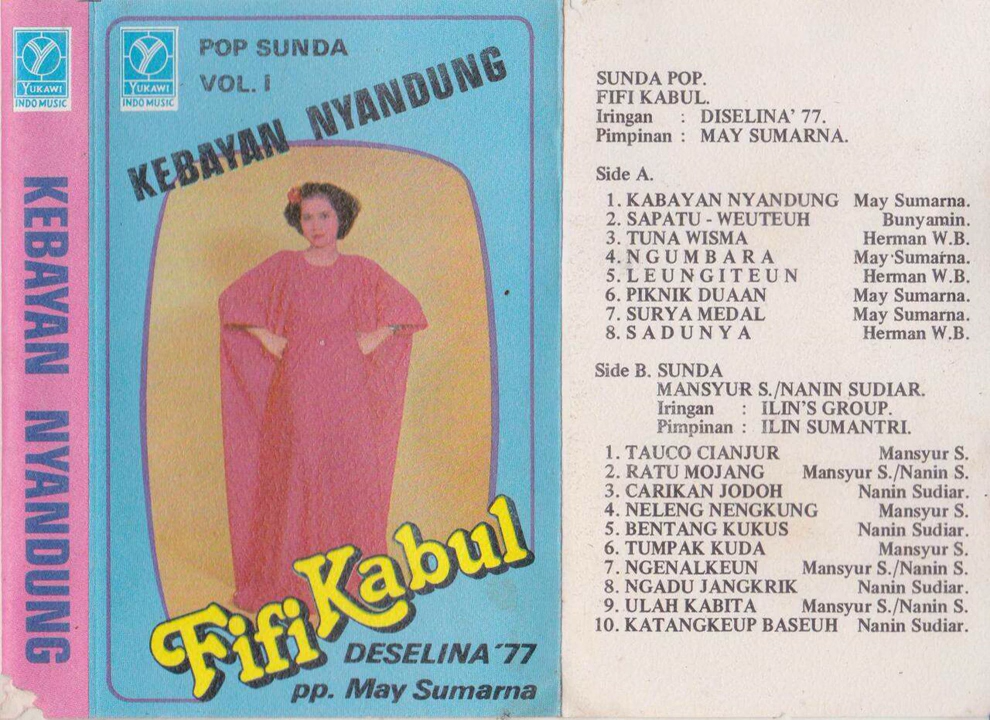 YUKAWI
INDO MUSIC
KEBAYAN NYANDUNG
YUKAWI
INDO MUSIC
POP SUNDA
VOL. I
KEBAYAN NYANDUNG
Fifi Kabul
DESELINA '77
pp. May Sumarna
SUNDA POP.
FIFI KABUL.
Iringan : DISELINA' 77.
Pimpinan : MAY SUMARNA.
Side A.
1. KABAYAN NYANDUNG May Sumarna.
2. SAPATU - WEUTEUH Bunyamin.
3. TUNA WISMA Herman W.B.
4. N G U M B A R A May Sumarna.
5. L E U N G I T E U N Herman W.B.
6. PIKNIK DUAAN May Sumarna.
7. SURYA MEDAL May Sumarna.
8. S A D U N Y A Herman W.B.
Side B. SUNDA
MANSYUR S./NANIN SUDIAR.
Iringan : ILIN'S GROUP.
Pimpinan : ILIN SUMANTRI.
1. TAUCO CIANJUR Mansyur S.
2. RATU MOJANG Mansyur S./Nanin S.
3. CARIKAN JODOH Nanin Sudiar.
4. NELENG NENGKUNG Mansyur S.
5. BENTANG KUKUS Nanin Sudiar.
6. TUMPAK KUDA Mansyur S.
7. NGENALKEUN Mansyur S./Nanin S.
8. NGADU JANGKRIK Nanin Sudiar.
9. ULAH KABITA Mansyur S./Nanin S.
10. KATANGKEUP BASEUH Nanin Sudiar.